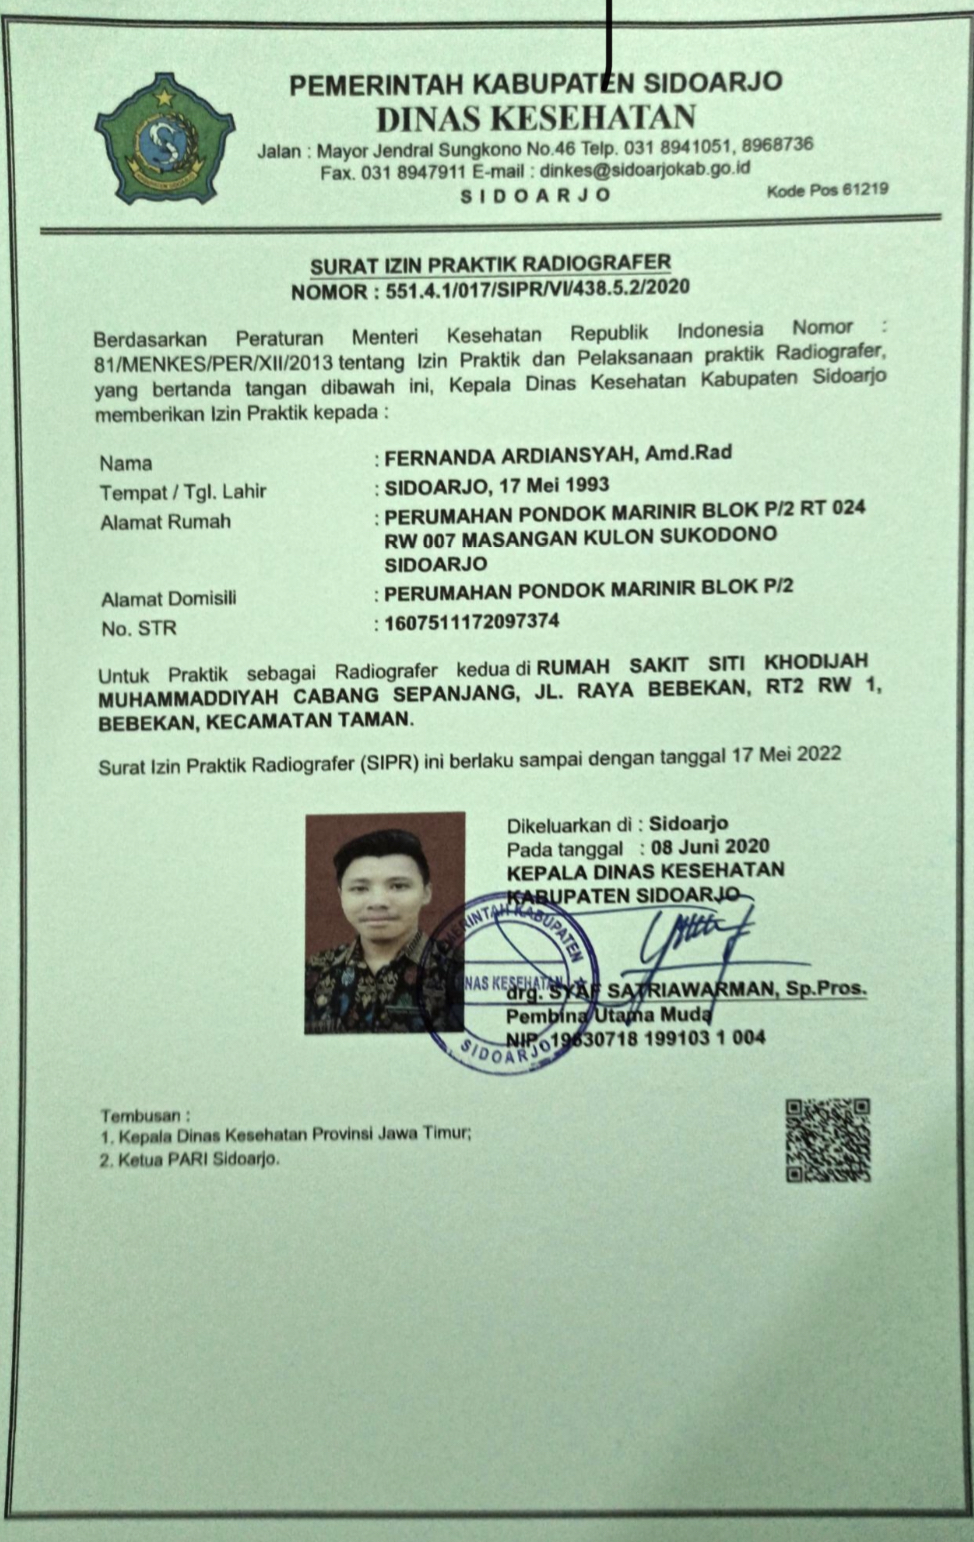 PEMERINTAH KABUPATEN SIDOARJO
DINAS KESEHATAN
Jalan : Mayor Jendral Sungkono No.46 Telp. 031 8941051, 8968736
Fax. 031 8947911 E-mail : dinkes@sidoarjokab.go.id
SIDOARJO Kode Pos 61219
SURAT IZIN PRAKTIK RADIOGRAFER
NOMOR : 551.4.1/017/SIPR/VI/438.5.2/2020
Berdasarkan Peraturan Menteri Kesehatan Republik Indonesia Nomor :
81/MENKES/PER/XII/2013 tentang Izin Praktik dan Pelaksanaan praktik Radiografer,
yang bertanda tangan dibawah ini, Kepala Dinas Kesehatan Kabupaten Sidoarjo
memberikan Izin Praktik kepada :
Nama : FERNANDA ARDIANSYAH, Amd.Rad
Tempat / Tgl. Lahir : SIDOARJO, 17 Mei 1993
Alamat Rumah : PERUMAHAN PONDOK MARINIR BLOK P/2 RT 024
RW 007 MASANGAN KULON SUKODONO
SIDOARJO
Alamat Domisili : PERUMAHAN PONDOK MARINIR BLOK P/2
No. STR : 1607511172097374
Untuk Praktik sebagai Radiografer kedua di RUMAH SAKIT SITI KHODIJAH
MUHAMMADDIYAH CABANG SEPANJANG, JL. RAYA BEBEKAN, RT2 RW 1,
BEBEKAN, KECAMATAN TAMAN.
Surat Izin Praktik Radiografer (SIPR) ini berlaku sampai dengan tanggal 17 Mei 2022
Dikeluarkan di : Sidoarjo
Pada tanggal : 08 Juni 2020
KEPALA DINAS KESEHATAN
KABUPATEN SIDOARJO
KABUPATEN
KESEHATAN
SIDOARJO
drg. SYAF SATRIAWARMAN, Sp.Pros.
Pembina Utama Muda
NIP. 19630718 199103 1 004
Tembusan :
1. Kepala Dinas Kesehatan Provinsi Jawa Timur;
2. Ketua PARI Sidoarjo.